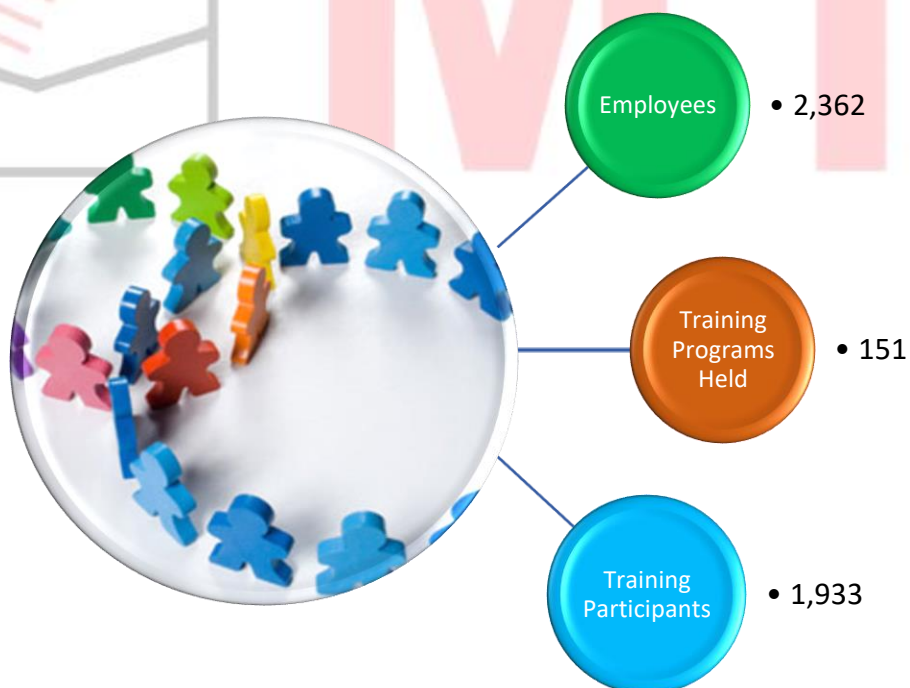 Employees
• 2,362
Training
Programs
Held
• 151
Training
Participants
• 1,933